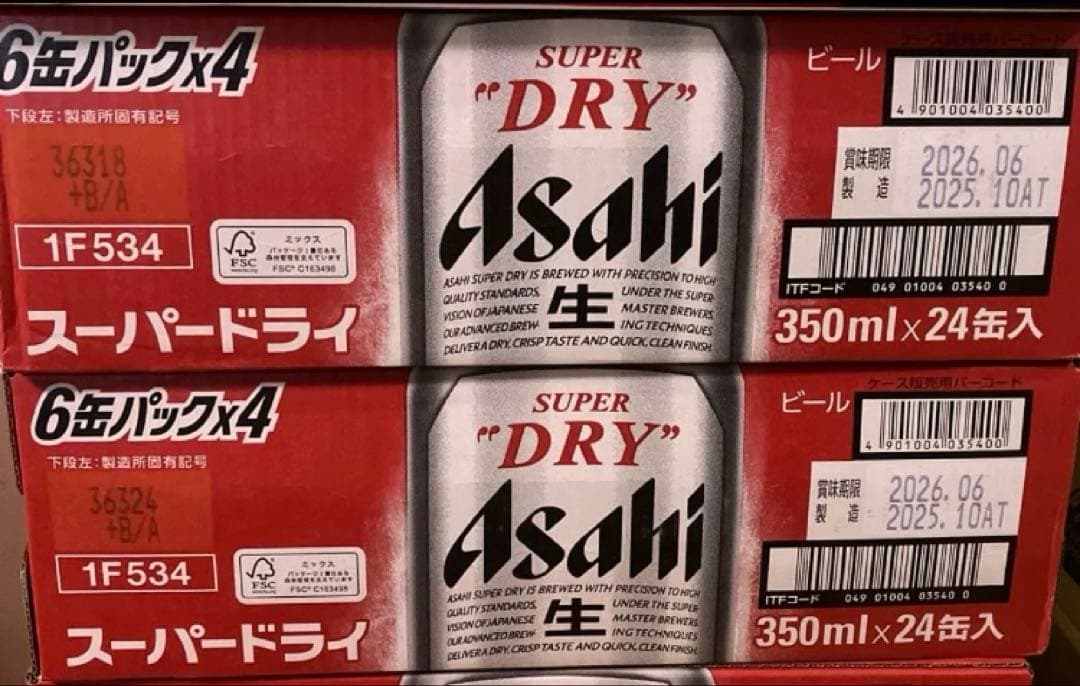 6缶パックx4
下段左:製造所固有記号
36318
+B/A
1F534
FSC
ミックス
FSC® C163498
スーパードライ
SUPER
"DRY"
Asahi
ASAHI SUPER DRY IS BREWED WITH PRECISION TO HIGH
QUALITY STANDARDS, UNDER THE SUPER-
VISION OF JAPANESE MASTER BREWERS.
生
OUR ADVANCED BREW- ING TECHNIQUES
DELIVER A DRY, CRISP TASTE AND QUICK, CLEAN FINISH.
ビール
ケース販売用バーコード
4 901004 035400
賞味期限 2026.06
製造 2025.10AT
ITFコード 049 01004 03540 0
350ml×24缶入
6缶パックx4
下段左:製造所固有記号
36324
+B/A
1F534
FSC
ミックス
FSC® C163498
スーパードライ
SUPER
"DRY"
Asahi
ASAHI SUPER DRY IS BREWED WITH PRECISION TO HIGH
QUALITY STANDARDS, UNDER THE SUPER-
VISION OF JAPANESE MASTER BREWERS.
生
OUR ADVANCED BREW- ING TECHNIQUES
DELIVER A DRY, CRISP TASTE AND QUICK, CLEAN FINISH.
ビール
ケース販売用バーコード
4 901004 035400
賞味期限 2026.06
製造 2025.10AT
ITFコード 049 01004 03540 0
350ml×24缶入